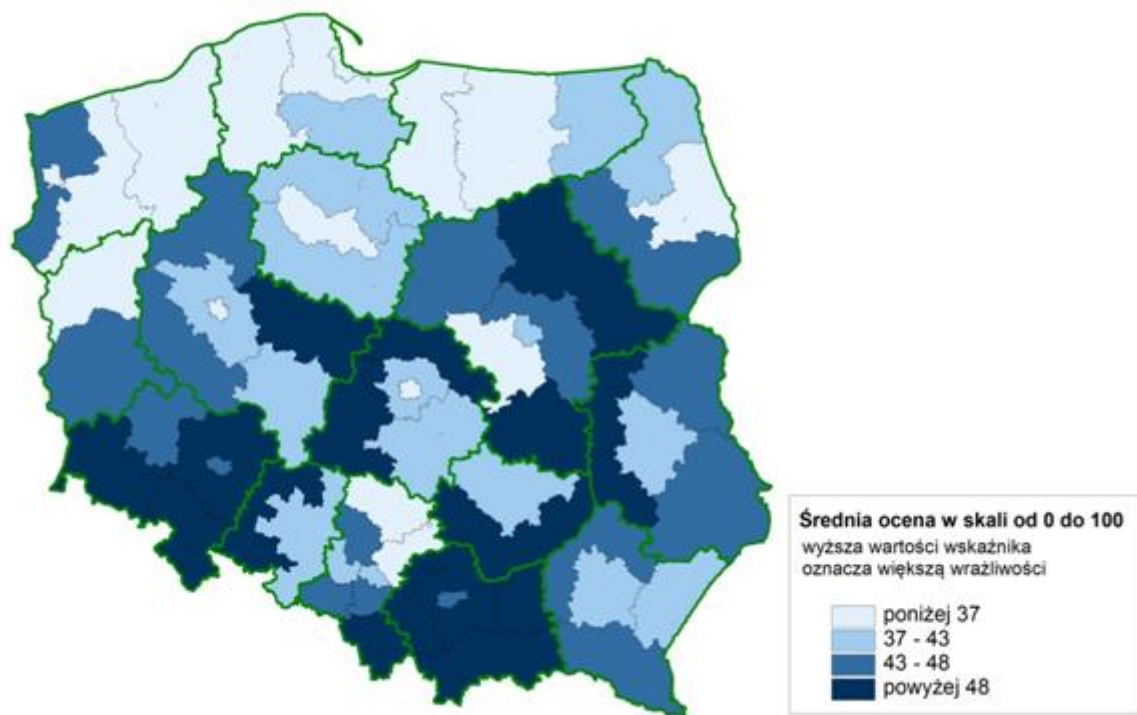 Średnia ocena w skali od 0 do 100
wyższa wartości wskaźnika
oznacza większą wrażliwości
poniżej 37
37 - 43
43 - 48
powyżej 48